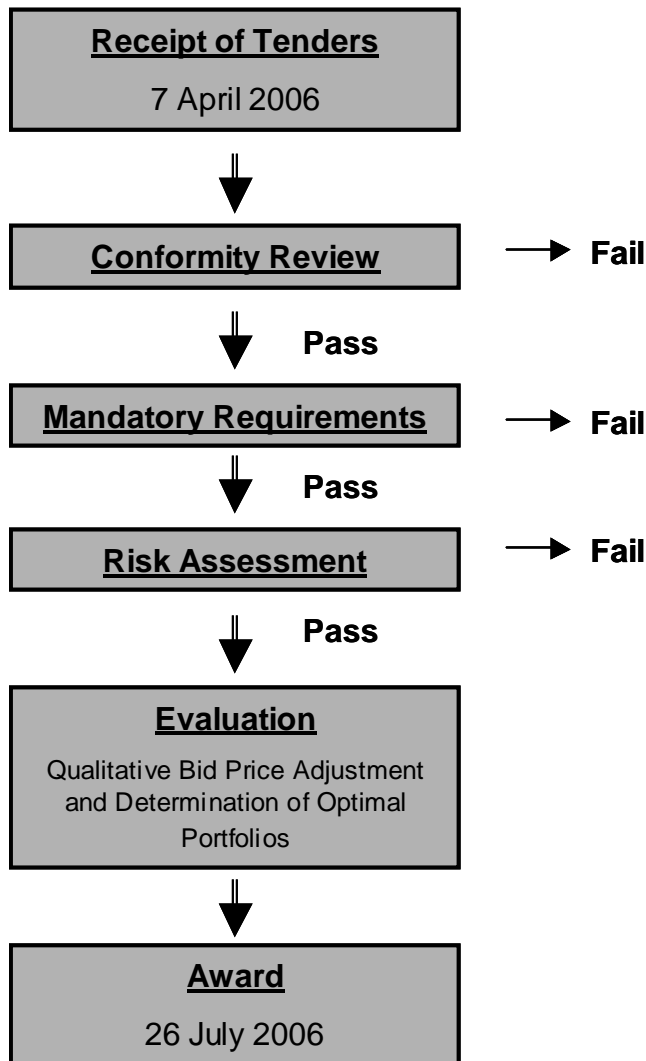 Receipt of Tenders
7 April 2006
Conformity Review
Fail
Pass
Mandatory Requirements
Fail
Pass
Risk Assessment
Fail
Pass
Evaluation
Qualitative Bid Price Adjustment
and Determination of Optimal
Portfolios
Award
26 July 2006